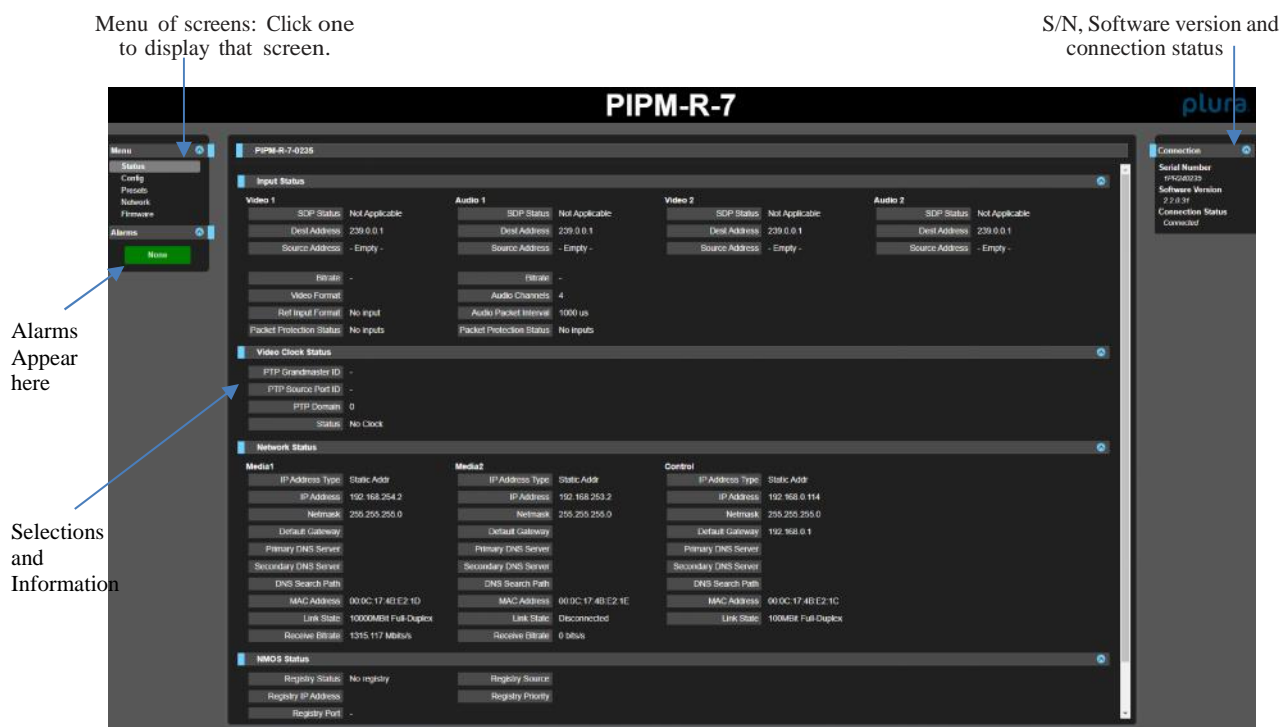 Menu of screens: Click one
to display that screen.
S/N, Software version and
connection status
PIPM-R-7
plura
Menu
Status
Config
Presets
Network
Firmware
Alarms
None
Alarms
Appear
here
Selections
and
Information
PIPM-R-7-0235
Input Status
Video 1 Audio 1 Video 2 Audio 2
SDP Status Not Applicable SDP Status Not Applicable SDP Status Not Applicable SDP Status Not Applicable
Dest Address 239.0.0.1 Dest Address 239.0.0.1 Dest Address 239.0.0.1 Dest Address 239.0.0.1
Source Address - Empty - Source Address - Empty - Source Address - Empty - Source Address - Empty -
Bitrate - Bitrate -
Video Format Audio Channels 4
Ref Input Format No input Audio Packet Interval 1000 us
Packet Protection Status No inputs Packet Protection Status No inputs
Video Clock Status
PTP Grandmaster ID -
PTP Source Port ID -
PTP Domain 0
Status No Clock
Network Status
Media1 Media2 Control
IP Address Type Static Addr IP Address Type Static Addr IP Address Type Static Addr
IP Address 192.168.254.2 IP Address 192.168.253.2 IP Address 192.168.0.114
Netmask 255.255.255.0 Netmask 255.255.255.0 Netmask 255.255.255.0
Default Gateway Default Gateway Default Gateway 192.168.0.1
Primary DNS Server Primary DNS Server Primary DNS Server
Secondary DNS Server Secondary DNS Server Secondary DNS Server
DNS Search Path DNS Search Path DNS Search Path
MAC Address 00:0C:17:4B:E2:1D MAC Address 00:0C:17:4B:E2:1E MAC Address 00:0C:17:4B:E2:1C
Link State 10000MBit Full-Duplex Link State Disconnected Link State 100MBit Full-Duplex
Receive Bitrate 1315.117 Mbits/s Receive Bitrate 0 bits/s
NMOS Status
Registry Status No registry Registry Source
Registry IP Address Registry Priority
Registry Port -
Connection
Serial Number
Software Version
2.2.0.31
Connection Status
Connected